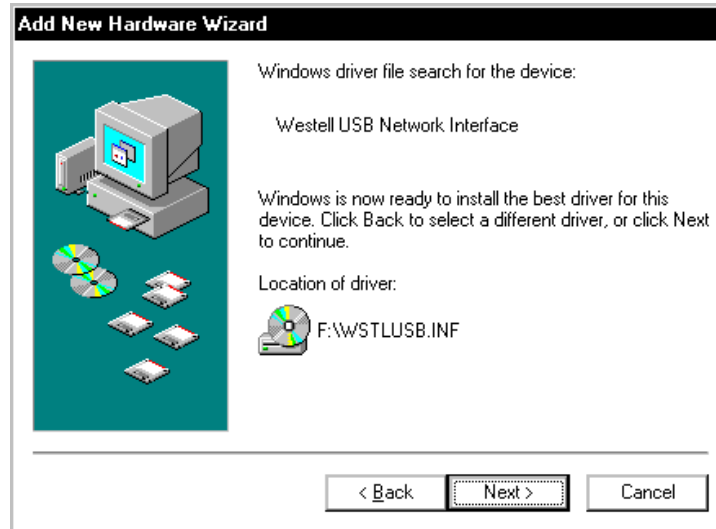 Add New Hardware Wizard
Windows driver file search for the device:
Westell USB Network Interface
Windows is now ready to install the best driver for this
device. Click Back to select a different driver, or click Next
to continue.
Location of driver:
F:\WSTLUSB.INF
< Back
Next >
Cancel